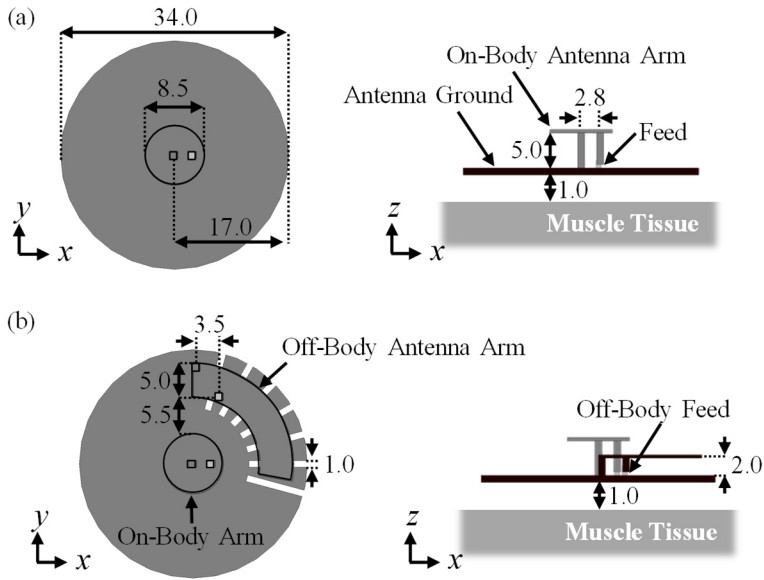 (a)
34.0
8.5
17.0
y
x
On-Body Antenna Arm
Antenna Ground
2.8
Feed
5.0
1.0
Muscle Tissue
z
x
(b)
3.5
Off-Body Antenna Arm
5.0
5.5
1.0
On-Body Arm
y
x
Off-Body Feed
2.0
1.0
Muscle Tissue
z
x